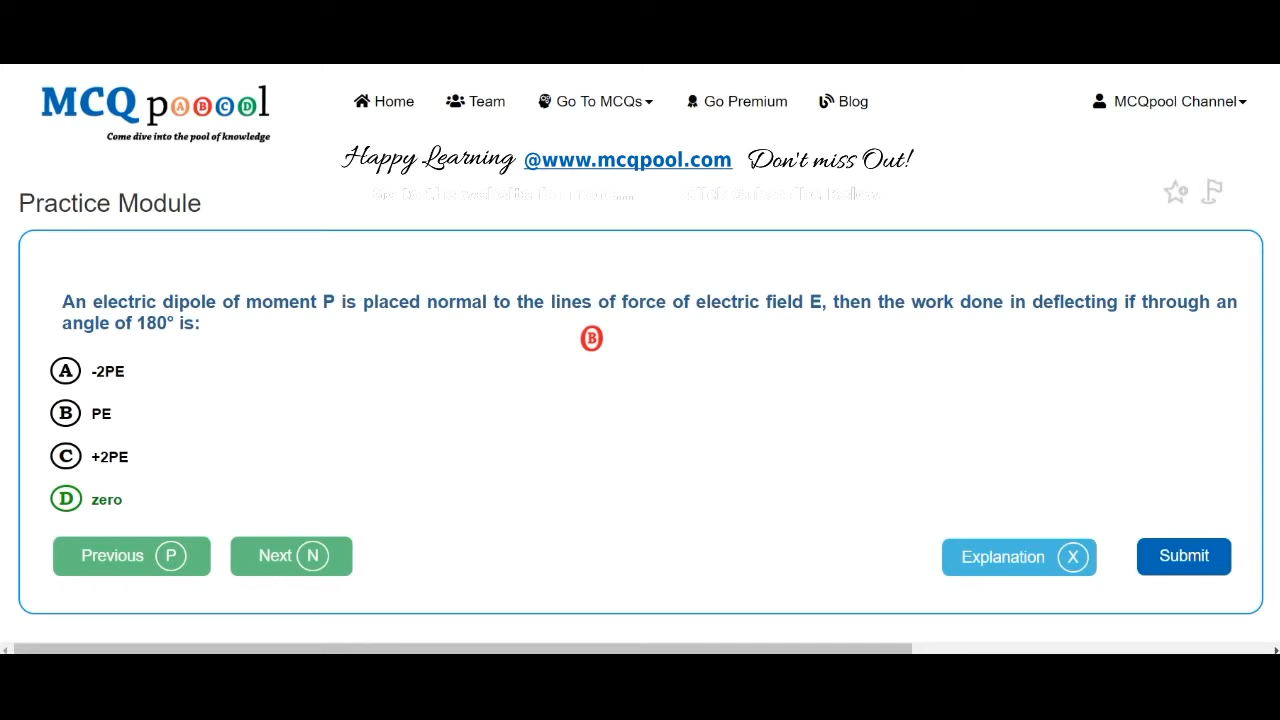 MCQ pooool
Come dive into the pool of knowledge
Home Team Go To MCQs Go Premium Blog MCQpool Channel
Happy Learning @www.mcqpool.com Don't miss Out!
Practice Module
An electric dipole of moment P is placed normal to the lines of force of electric field E, then the work done in deflecting if through an
angle of 180° is:
B
A -2PE
B PE
C +2PE
D zero
Previous P Next N Explanation X Submit